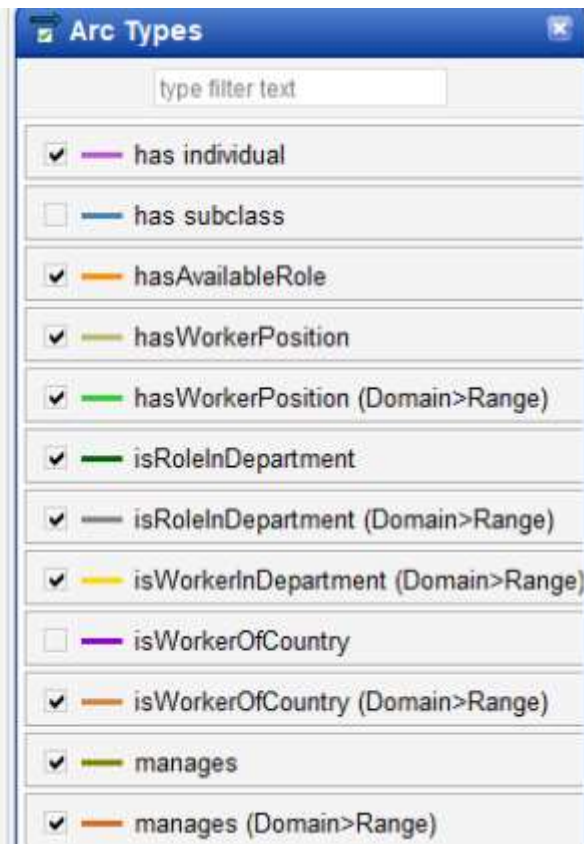 Arc Types
type filter text
has individual
has subclass
hasAvailableRole
hasWorkerPosition
hasWorkerPosition (Domain>Range)
isRoleInDepartment
isRoleInDepartment (Domain>Range)
isWorkerInDepartment (Domain>Range)
isWorkerOfCountry
isWorkerOfCountry (Domain>Range)
manages
manages (Domain>Range)